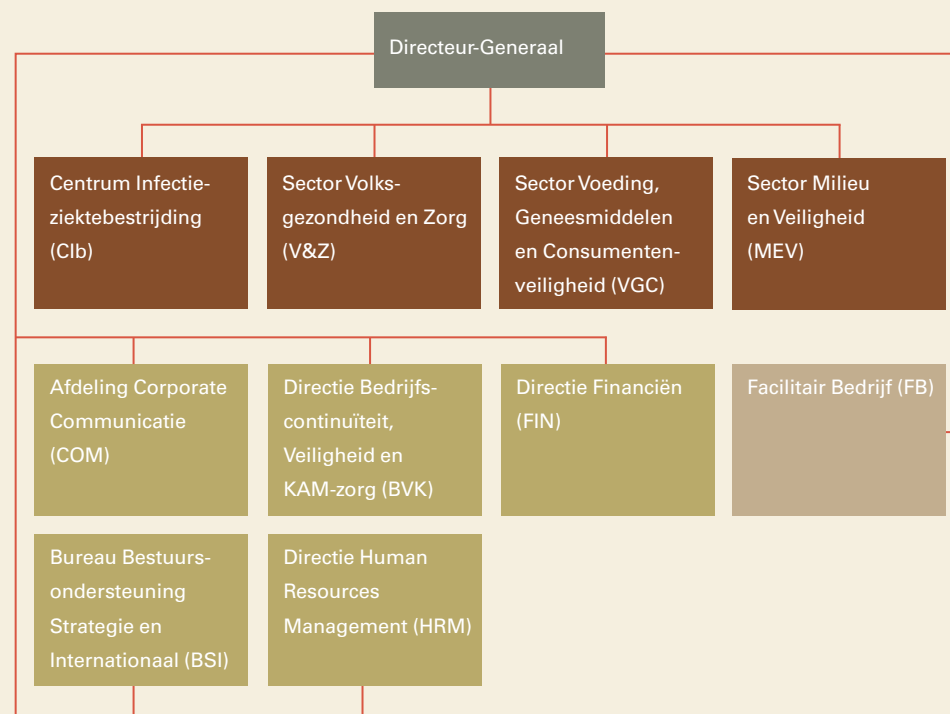 Directeur-Generaal
Centrum Infectie-
ziektebestrijding
(CIb)
Sector Volks-
gezondheid en Zorg
(V&Z)
Sector Voeding,
Geneesmiddelen
en Consumenten-
veiligheid (VGC)
Sector Milieu
en Veiligheid
(MEV)
Afdeling Corporate
Communicatie
(COM)
Directie Bedrijfs-
continuïteit,
Veiligheid en
KAM-zorg (BVK)
Directie Financiën
(FIN)
Facilitair Bedrijf (FB)
Bureau Bestuurs-
ondersteuning
Strategie en
Internationaal (BSI)
Directie Human
Resources
Management (HRM)